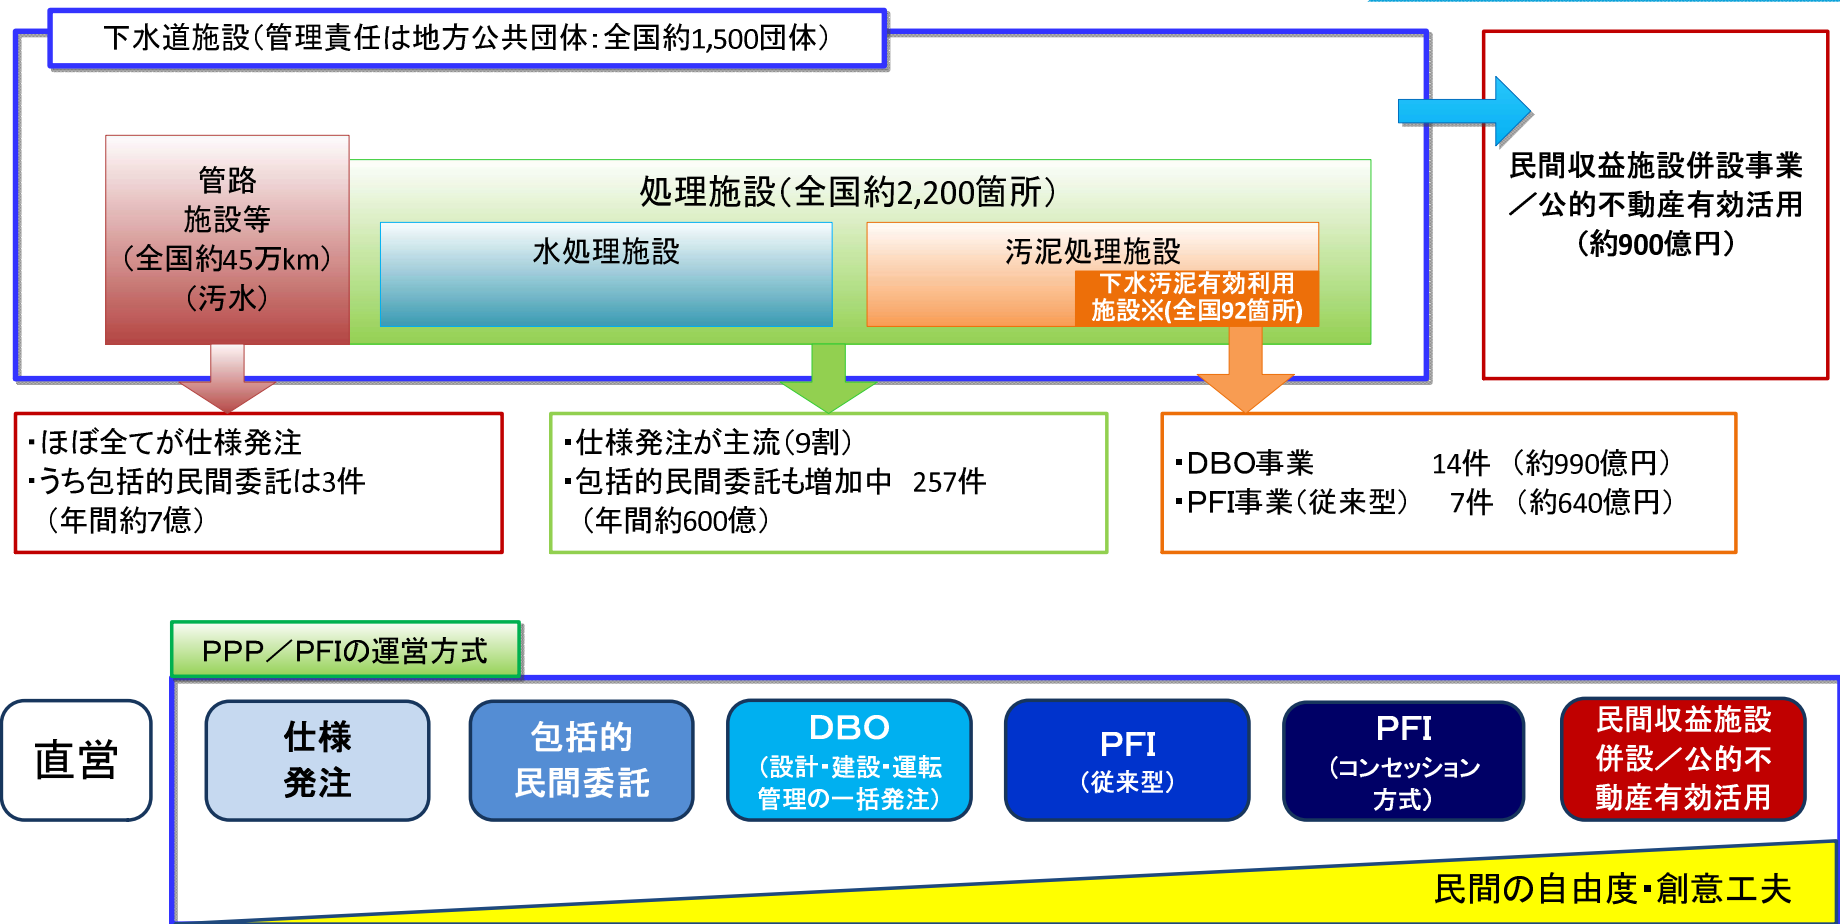 下水道施設（管理責任は地方公共団体：全国約1,500団体）
管路
施設等
（全国約45万km）
（汚水）
処理施設（全国約2,200箇所）
水処理施設
汚泥処理施設
下水汚泥有効利用
施設※(全国92箇所)
民間収益施設併設事業
／公的不動産有効活用
（約900億円）
・ほぼ全てが仕様発注
・うち包括的民間委託は3件
（年間約7億）
・仕様発注が主流（9割）
・包括的民間委託も増加中 257件
（年間約600億）
・ＤＢＯ事業 14件 （約990億円）
・ＰＦＩ事業（従来型） 7件 （約640億円）
ＰＰＰ／ＰＦＩの運営方式
直営
仕様
発注
包括的
民間委託
ＤＢＯ
（設計・建設・運転
管理の一括発注）
ＰＦＩ
（従来型）
ＰＦＩ
（コンセッション
方式）
民間収益施設
併設／公的不
動産有効活用
民間の自由度・創意工夫